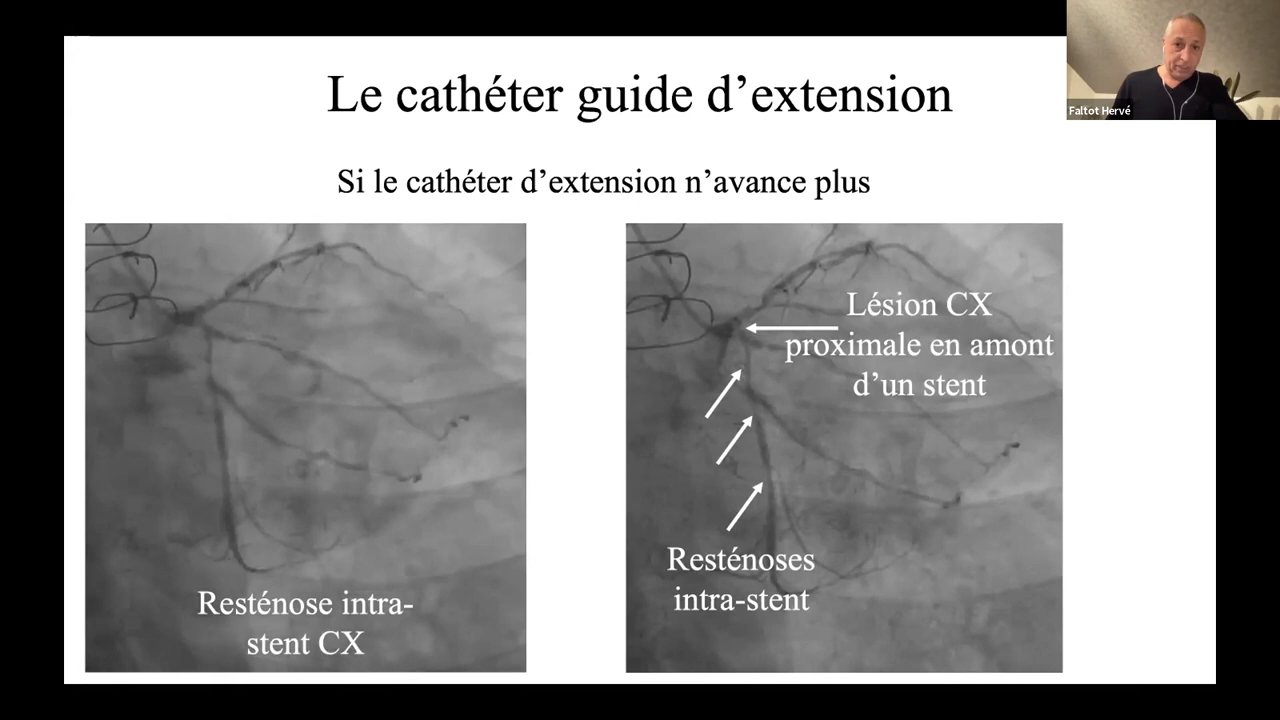 Le cathéter guide d’extension
Faltot Hervé
Si le cathéter d’extension n’avance plus
Resténose intra-
stent CX
Lésion CX
proximale en amont
d’un stent
Resténoses
intra-stent